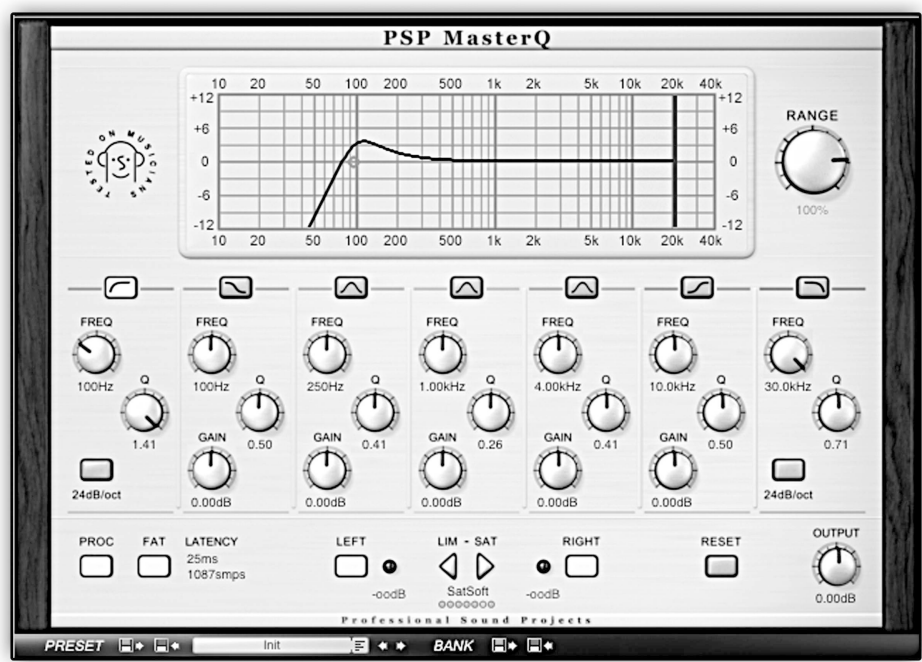 PSP MasterQ
10 20 50 100 200 500 1k 2k 5k 10k 20k 40k
+12 +12
+6 +6
0 0
-6 -6
-12 -12
10 20 50 100 200 500 1k 2k 5k 10k 20k 40k
TESTED ON MUSICIANS
RANGE
100%
FREQ FREQ FREQ FREQ FREQ FREQ FREQ
100Hz 100Hz 250Hz 1.00kHz 4.00kHz 10.0kHz 30.0kHz
Q Q Q Q Q Q Q
1.41 0.50 0.41 0.26 0.41 0.50 0.71
GAIN GAIN GAIN GAIN GAIN
24dB/oct 24dB/oct
0.00dB 0.00dB 0.00dB 0.00dB 0.00dB
PROC FAT LATENCY LEFT LIM - SAT RIGHT RESET OUTPUT
25ms
1087smps
-oodB SatSoft -oodB 0.00dB
Professional Sound Projects
PRESET Init BANK